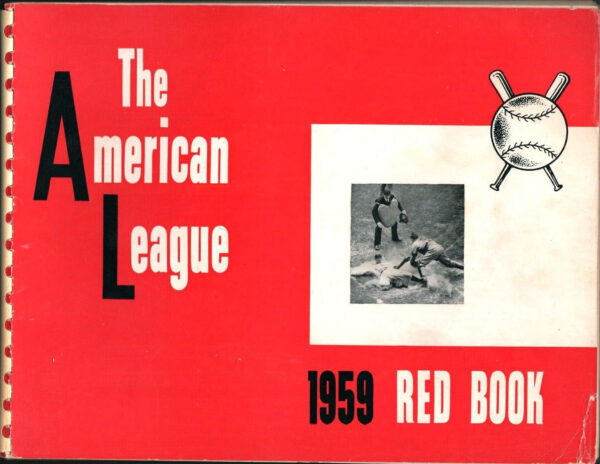 The
American
League
1959 RED BOOK